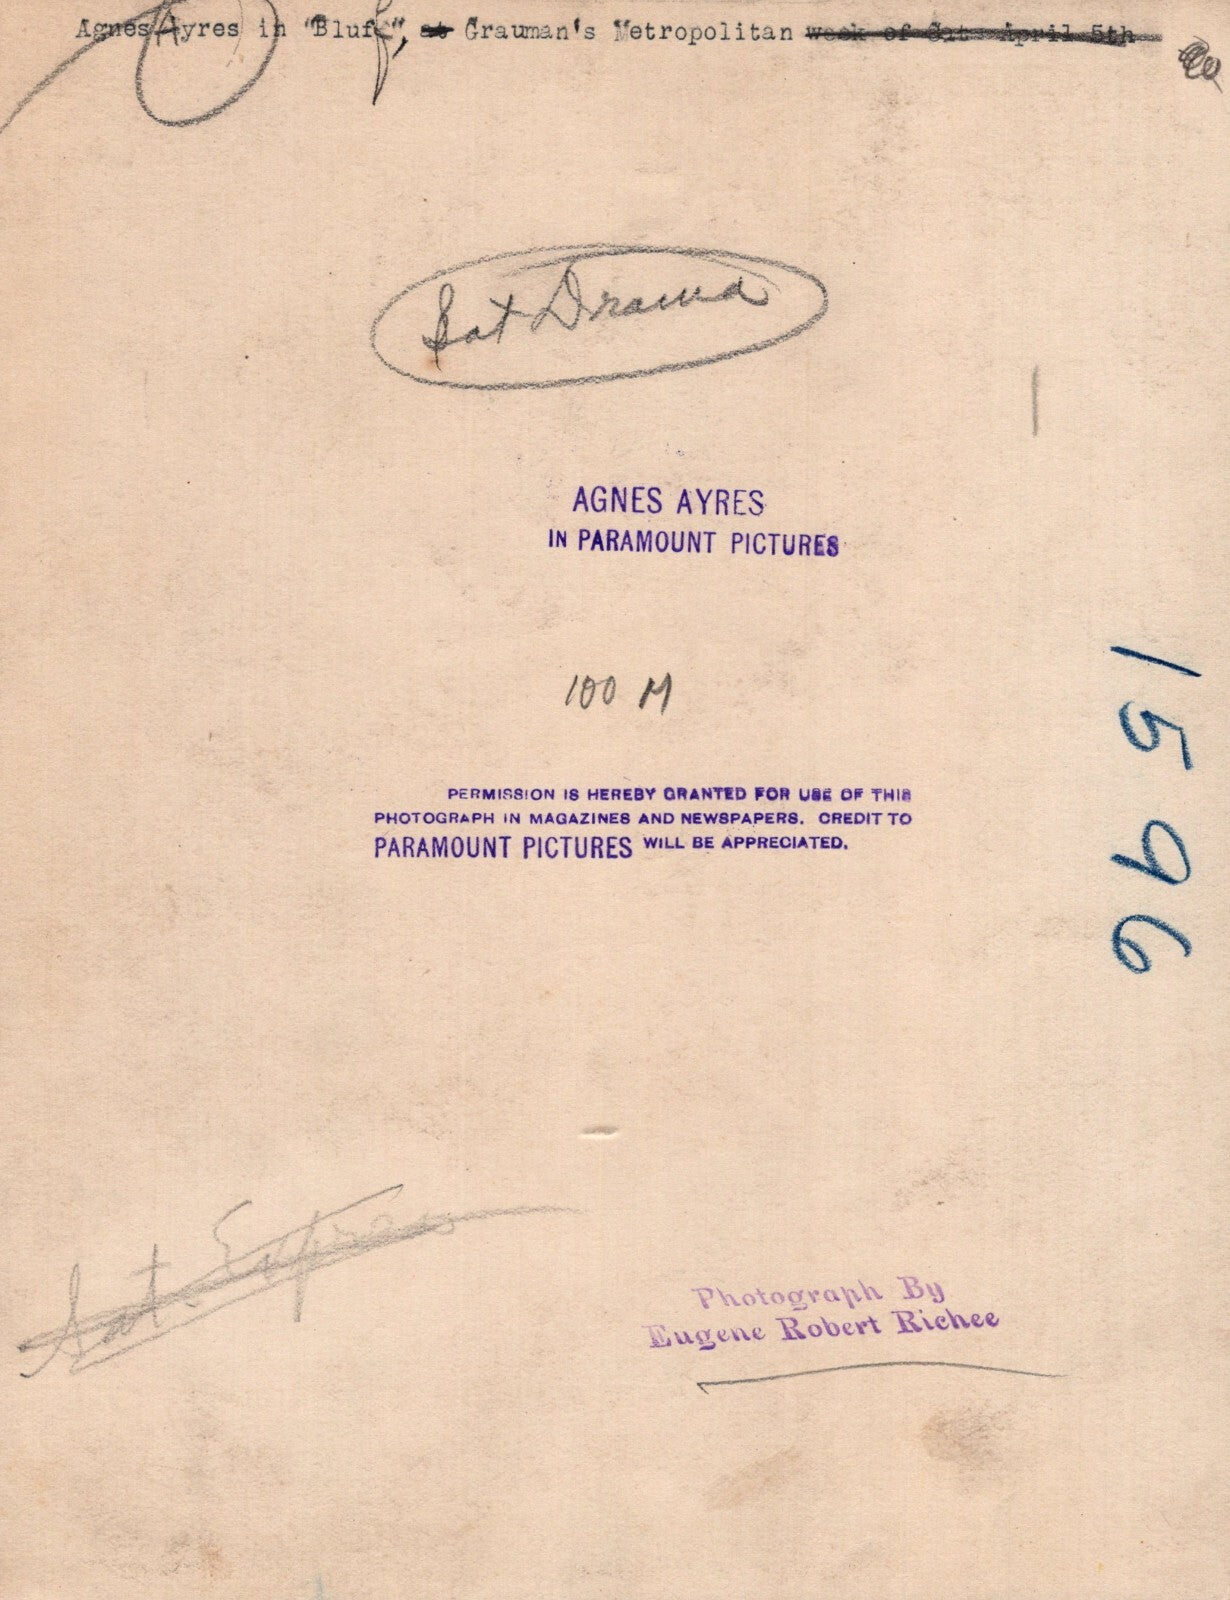 Agnes Ayres in "Bluff", at Grauman's Metropolitan week of Sat. April 5th
Sat Drama
AGNES AYRES
IN PARAMOUNT PICTURES
100 M
PERMISSION IS HEREBY GRANTED FOR USE OF THIS
PHOTOGRAPH IN MAGAZINES AND NEWSPAPERS. CREDIT TO
PARAMOUNT PICTURES WILL BE APPRECIATED.
1596
Sat.
Photograph By
Eugene Robert Richee